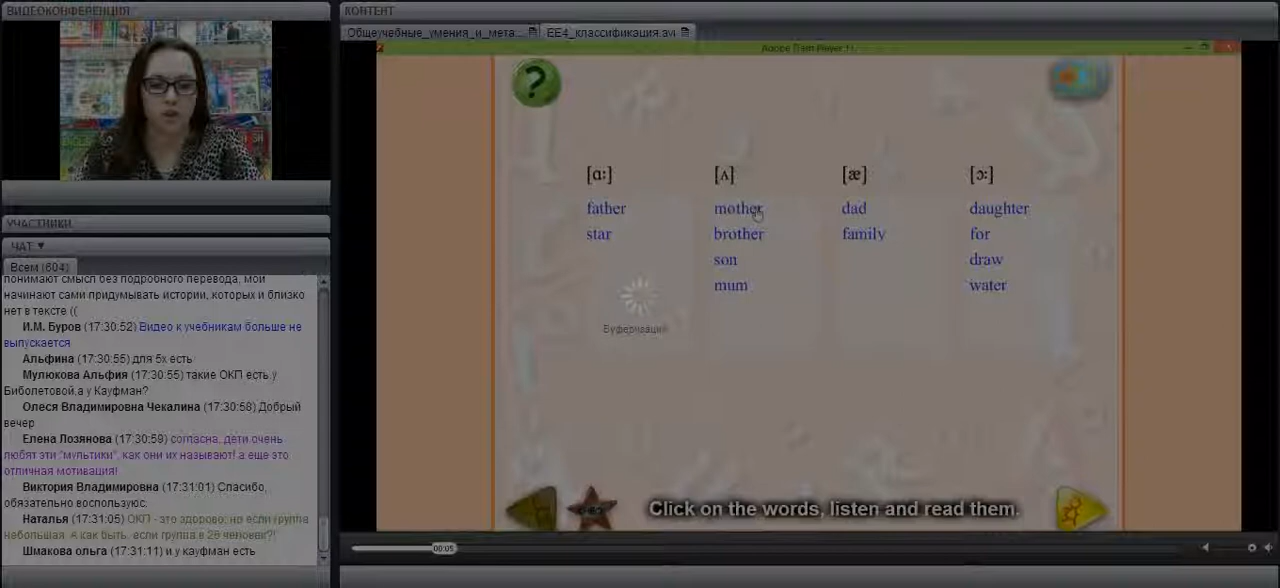 ВИДЕОКОНФЕРЕНЦИЯ
КОНТЕНТ
Общеучебные_умения_и_мета...
EE4_классификация.avi
?
[ɑ:]
[ʌ]
[æ]
[ɔ:]
father
mother
dad
daughter
star
brother
family
for
son
draw
mum
water
Буферизация
Click on the words, listen and read them.
00:05
УЧАСТНИКИ
ЧАТ ▼
Всем (604)
понимают смысл без подробного перевода, мои
начинают сами придумывать истории, которых и близко
нет в тексте ((
И.М. Буров (17:30:52) Видео к учебникам больше не
выпускается
Альфина (17:30:55) для 5х есть
Мулюкова Альфия (17:30:55) такие ОКП есть у
Биболетовой,а у Кауфман?
Олеся Владимировна Чекалина (17:30:58) Добрый
вечер
Елена Лозянова (17:30:59) согласна, дети очень
любят эти "мультики", как они их называют! а еще это
отличная мотивация!
Виктория Владимировна (17:31:01) Спасибо,
обязательно воспользуюс.
Наталья (17:31:05) ОКП - это здорово, но если группа
небольшая. А как быть, если группа в 26 человек?!
Шмакова ольга (17:31:11) и у кауфман есть